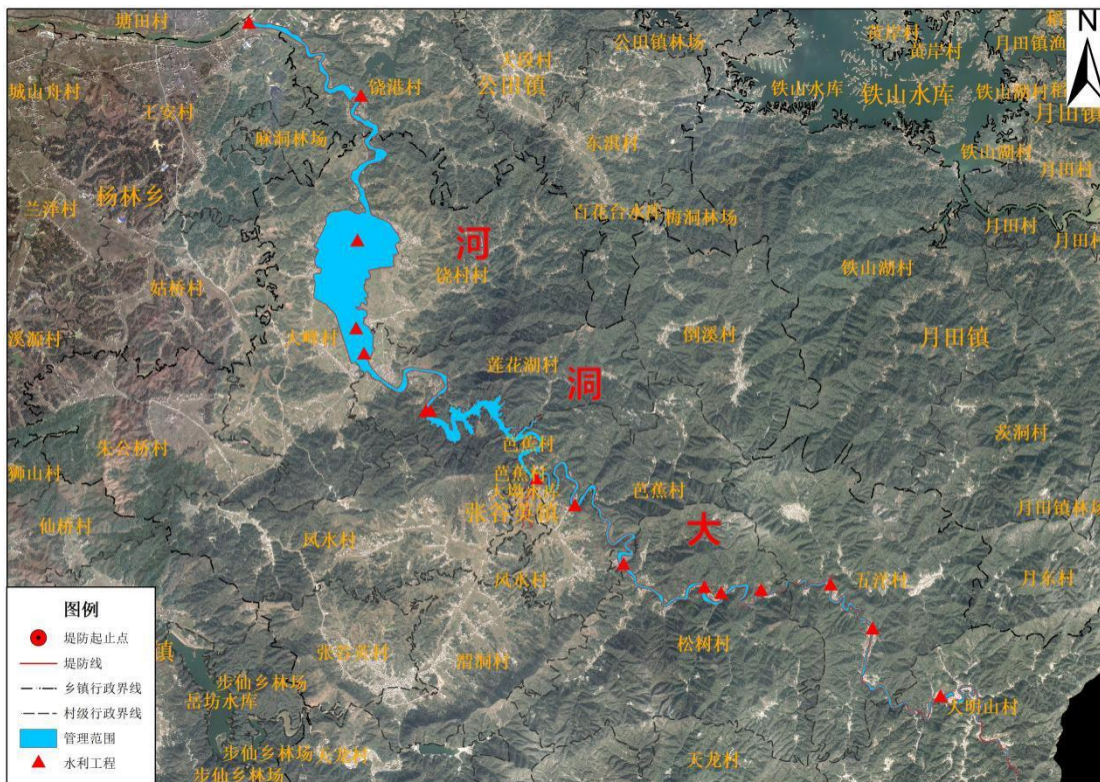 塘田村
公田镇林场
黄岸村
黄岸村
月田镇渔
大段村
公田镇
城山舟村
饶港村
铁山水库
铁山水库
铁山湖村
月田镇
N
麻洞林场
东洪村
铁山湖村
月田村
杨林乡
兰泽村
百花台水库
梅洞林场
月田村
月田村
河
饶村村
铁山湖村
姑桥村
溪源村
倒溪村
月田镇
莲花湖村
洞
茨洞村
朱公桥村
芭蕉村
狮山村
芭蕉村
芭蕉村
大坳水库
张谷英镇
月田镇林场
仙桥村
大
凤水村
凤水村
月东村
松树村
渭洞村
张谷英村
镇
步仙乡林场
岳坊水库
大明山村
步仙乡林场
天龙村
步仙乡林场
图例
堤防起止点
堤防线
乡镇行政界线
村级行政界线
管理范围
水利工程